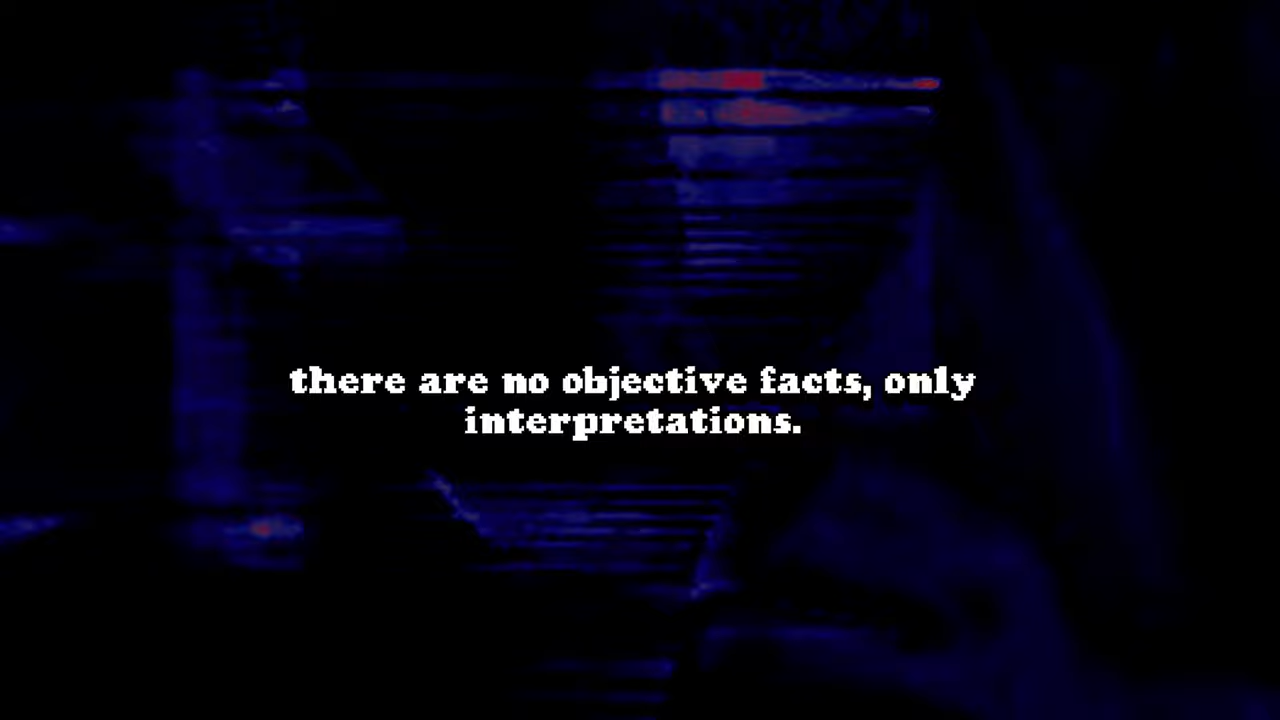 there are no objective facts, only
interpretations.